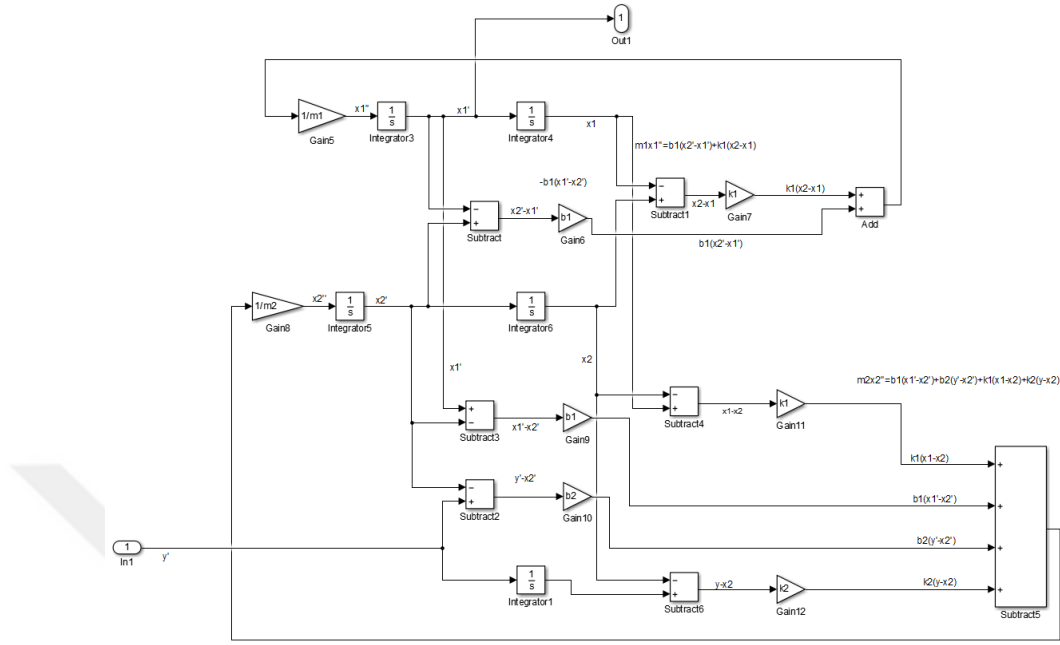 1
Out1
1/m1
Gain5
x1''
1
s
Integrator3
x1'
1
s
Integrator4
x1
m1x1''=b1(x2'-x1')+k1(x2-x1)
-b1(x1'-x2')
−
+
Subtract1
x2-x1
k1
Gain7
k1(x2-x1)
+
+
Add
−
+
Subtract
x2'-x1'
b1
Gain6
b1(x2'-x1')
1/m2
Gain8
x2''
1
s
Integrator5
x2'
1
s
Integrator6
x2
x1'
m2x2''=b1(x1'-x2')+b2(y'-x2')+k1(x1-x2)+k2(y-x2)
−
+
Subtract4
x1-x2
k1
Gain11
+
−
Subtract3
x1'-x2'
b1
Gain9
k1(x1-x2)
+
−
+
Subtract2
y'-x2'
b2
Gain10
b1(x1'-x2')
+
b2(y'-x2')
+
1
In1
y'
1
s
Integrator1
−
+
Subtract6
y-x2
k2
Gain12
k2(y-x2)
+
Subtract5